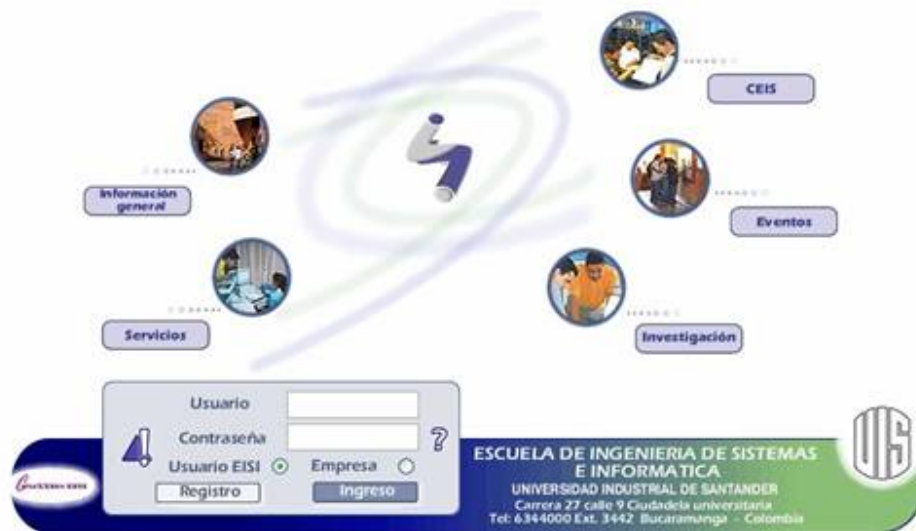 CEIS
Información
general
Eventos
Servicios
Investigación
Usuario
Contraseña
?
Usuario EISI
Empresa
Registro
Ingreso
ESCUELA DE INGENIERIA DE SISTEMAS
E INFORMATICA
UNIVERSIDAD INDUSTRIAL DE SANTANDER
Carrera 27 calle 9 Ciudadela universitaria
Tel: 6344000 Ext. 3442 Bucaramanga - Colombia
UIS